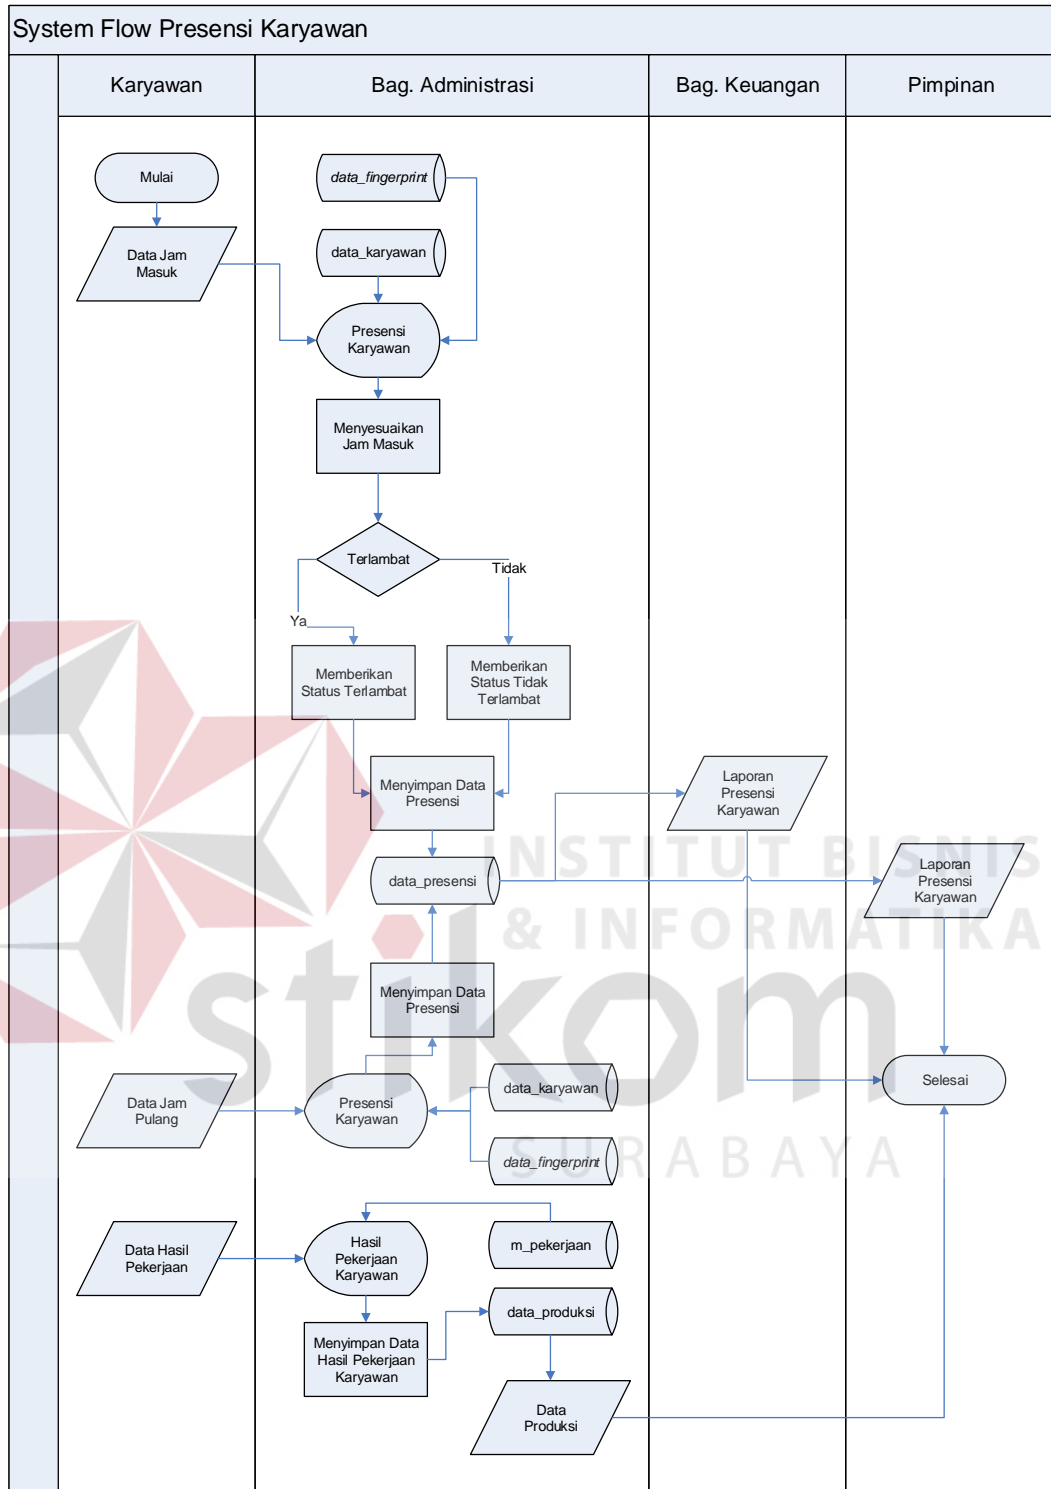 System Flow Presensi Karyawan
Karyawan
Bag. Administrasi
Bag. Keuangan
Pimpinan
Mulai
data_fingerprint
Data Jam
Masuk
data_karyawan
Presensi
Karyawan
Menyesuaikan
Jam Masuk
Terlambat
Tidak
Ya
Memberikan
Status Terlambat
Memberikan
Status Tidak
Terlambat
Menyimpan Data
Presensi
Laporan
Presensi
Karyawan
data_presensi
Laporan
Presensi
Karyawan
INSTITUT BISNIS
& INFORMATIKA
stikom
SURABAYA
Menyimpan Data
Presensi
Data Jam
Pulang
Presensi
Karyawan
data_karyawan
data_fingerprint
Selesai
Data Hasil
Pekerjaan
Hasil
Pekerjaan
Karyawan
m_pekerjaan
data_produksi
Menyimpan Data
Hasil Pekerjaan
Karyawan
Data
Produksi